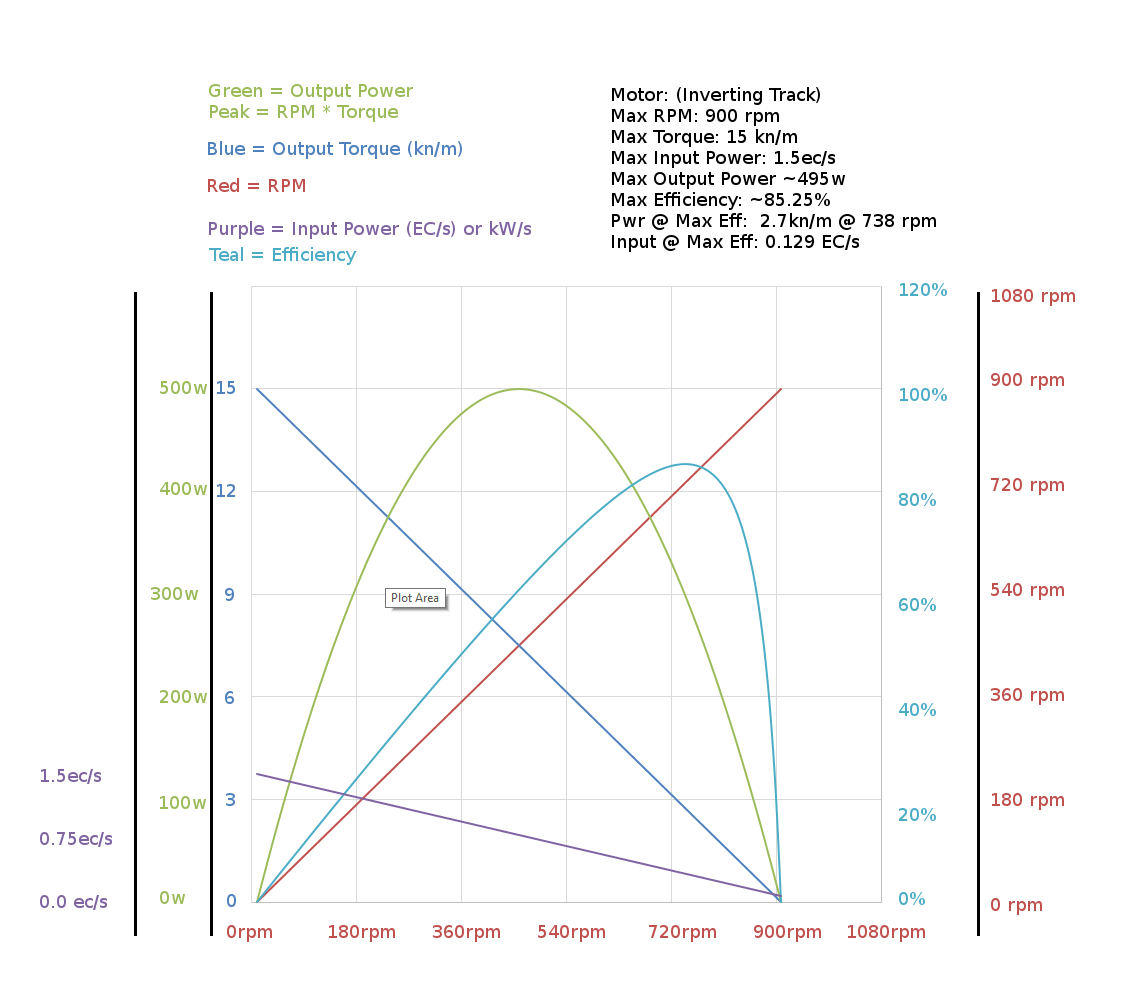 Green = Output Power
Peak = RPM * Torque
Blue = Output Torque (kn/m)
Red = RPM
Purple = Input Power (EC/s) or kW/s
Teal = Efficiency
Motor: (Inverting Track)
Max RPM: 900 rpm
Max Torque: 15 kn/m
Max Input Power: 1.5ec/s
Max Output Power ~495w
Max Efficiency: ~85.25%
Pwr @ Max Eff:  2.7kn/m @ 738 rpm
Input @ Max Eff: 0.129 EC/s
1.5ec/s
0.75ec/s
0.0 ec/s
500w
400w
300w
200w
100w
0w
15
12
9
6
3
0
Plot Area
120%
100%
80%
60%
40%
20%
0%
1080 rpm
900 rpm
720 rpm
540 rpm
360 rpm
180 rpm
0 rpm
0rpm
180rpm
360rpm
540rpm
720rpm
900rpm
1080rpm